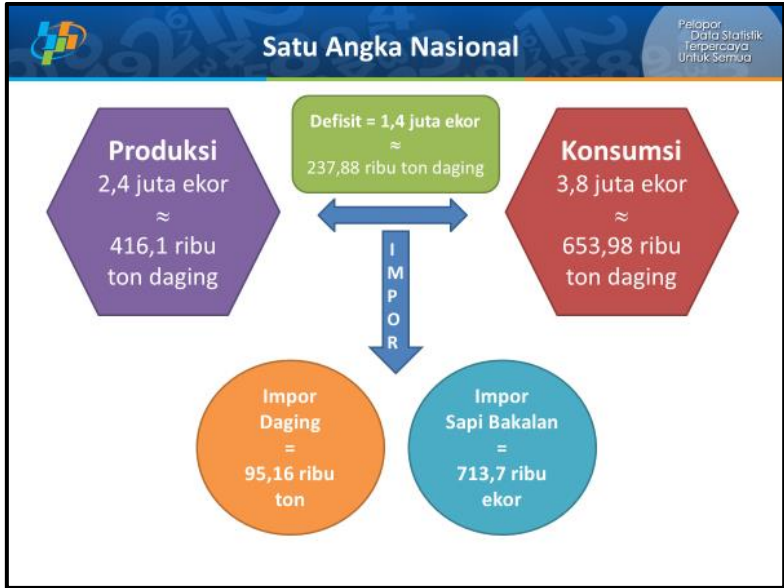 Satu Angka Nasional
Pelopor
Data Statistik
Terpercaya
Untuk Semua
Produksi
2,4 juta ekor
≈
416,1 ribu
ton daging
Defisit = 1,4 juta ekor
≈
237,88 ribu ton daging
Konsumsi
3,8 juta ekor
≈
653,98 ribu
ton daging
I
M
P
O
R
Impor
Daging
=
95,16 ribu
ton
Impor
Sapi Bakalan
=
713,7 ribu
ekor